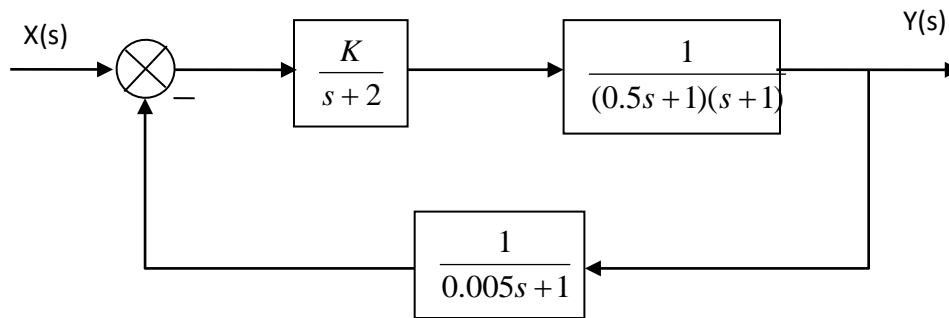 X(s)
Y(s)
K
s + 2
1
(0.5s + 1)(s + 1)
−
1
0.005s + 1